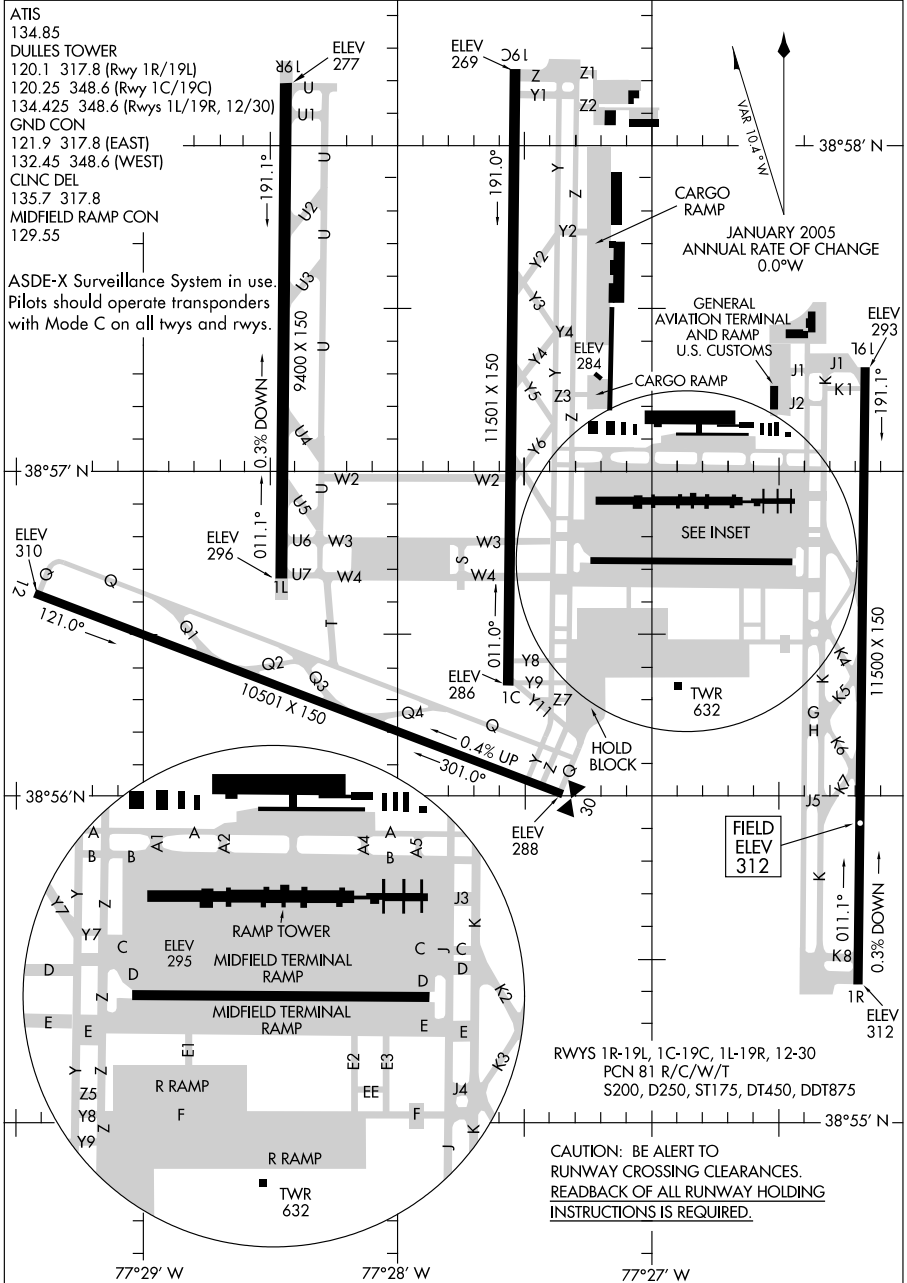 ATIS
134.85
DULLES TOWER
120.1 317.8 (Rwy 1R/19L)
120.25 348.6 (Rwy 1C/19C)
134.425 348.6 (Rwys 1L/19R, 12/30)
GND CON
121.9 317.8 (EAST)
132.45 348.6 (WEST)
CLNC DEL
135.7 317.8
MIDFIELD RAMP CON
129.55
ASDE-X Surveillance System in use.
Pilots should operate transponders
with Mode C on all twys and rwys.
ELEV
277
19R
U
U1
U
191.1°
U2
U
U3
U
9400 X 150
0.3% DOWN
U4
U
U5
011.1°
U6
U7
1L
ELEV
296
W2
W3
W4
T
ELEV
269
19C
Z
Z1
Y1
Z2
191.0°
Y
Z
Y2
Y2
Y3
Y4
Y4
Y
Y5
Z3
Z
Y6
11501 X 150
W2
W3
W4
S
011.0°
ELEV
286
1C
Y8
Y9
Y11
Z7
CARGO
RAMP
ELEV
284
CARGO RAMP
VAR 10.4° W
JANUARY 2005
ANNUAL RATE OF CHANGE
0.0°W
38°58' N
GENERAL
AVIATION TERMINAL
AND RAMP
U.S. CUSTOMS
ELEV
293
19L
J1
J1
K
K1
J2
191.1°
38°57' N
SEE INSET
11500 X 150
TWR
632
HOLD
BLOCK
K4
K
K5
G
H
K6
K7
J5
K
FIELD
ELEV
312
011.1°
0.3% DOWN
K8
1R
ELEV
312
ELEV
310
12
Q
Q
121.0°
Q1
Q2
Q3
10501 X 150
Q4
Q
0.4% UP
301.0°
Y
Z
Q
30
ELEV
288
38°56'N
A
A1
A
A2
A4
A
A5
B
B
B
Y
Z
Y7
Y7
J3
K
RAMP TOWER
C
ELEV
295
MIDFIELD TERMINAL
RAMP
C
J
C
D
D
D
D
Z
K2
MIDFIELD TERMINAL
RAMP
E
E
E
E
E1
E2
E3
K3
Y
Z5
R RAMP
EE
J4
Y8
F
F
Z
Y9
K
J
R RAMP
TWR
632
RWYS 1R-19L, 1C-19C, 1L-19R, 12-30
PCN 81 R/C/W/T
S200, D250, ST175, DT450, DDT875
38°55' N
CAUTION: BE ALERT TO
RUNWAY CROSSING CLEARANCES.
READBACK OF ALL RUNWAY HOLDING
INSTRUCTIONS IS REQUIRED.
77°29' W
77°28' W
77°27' W